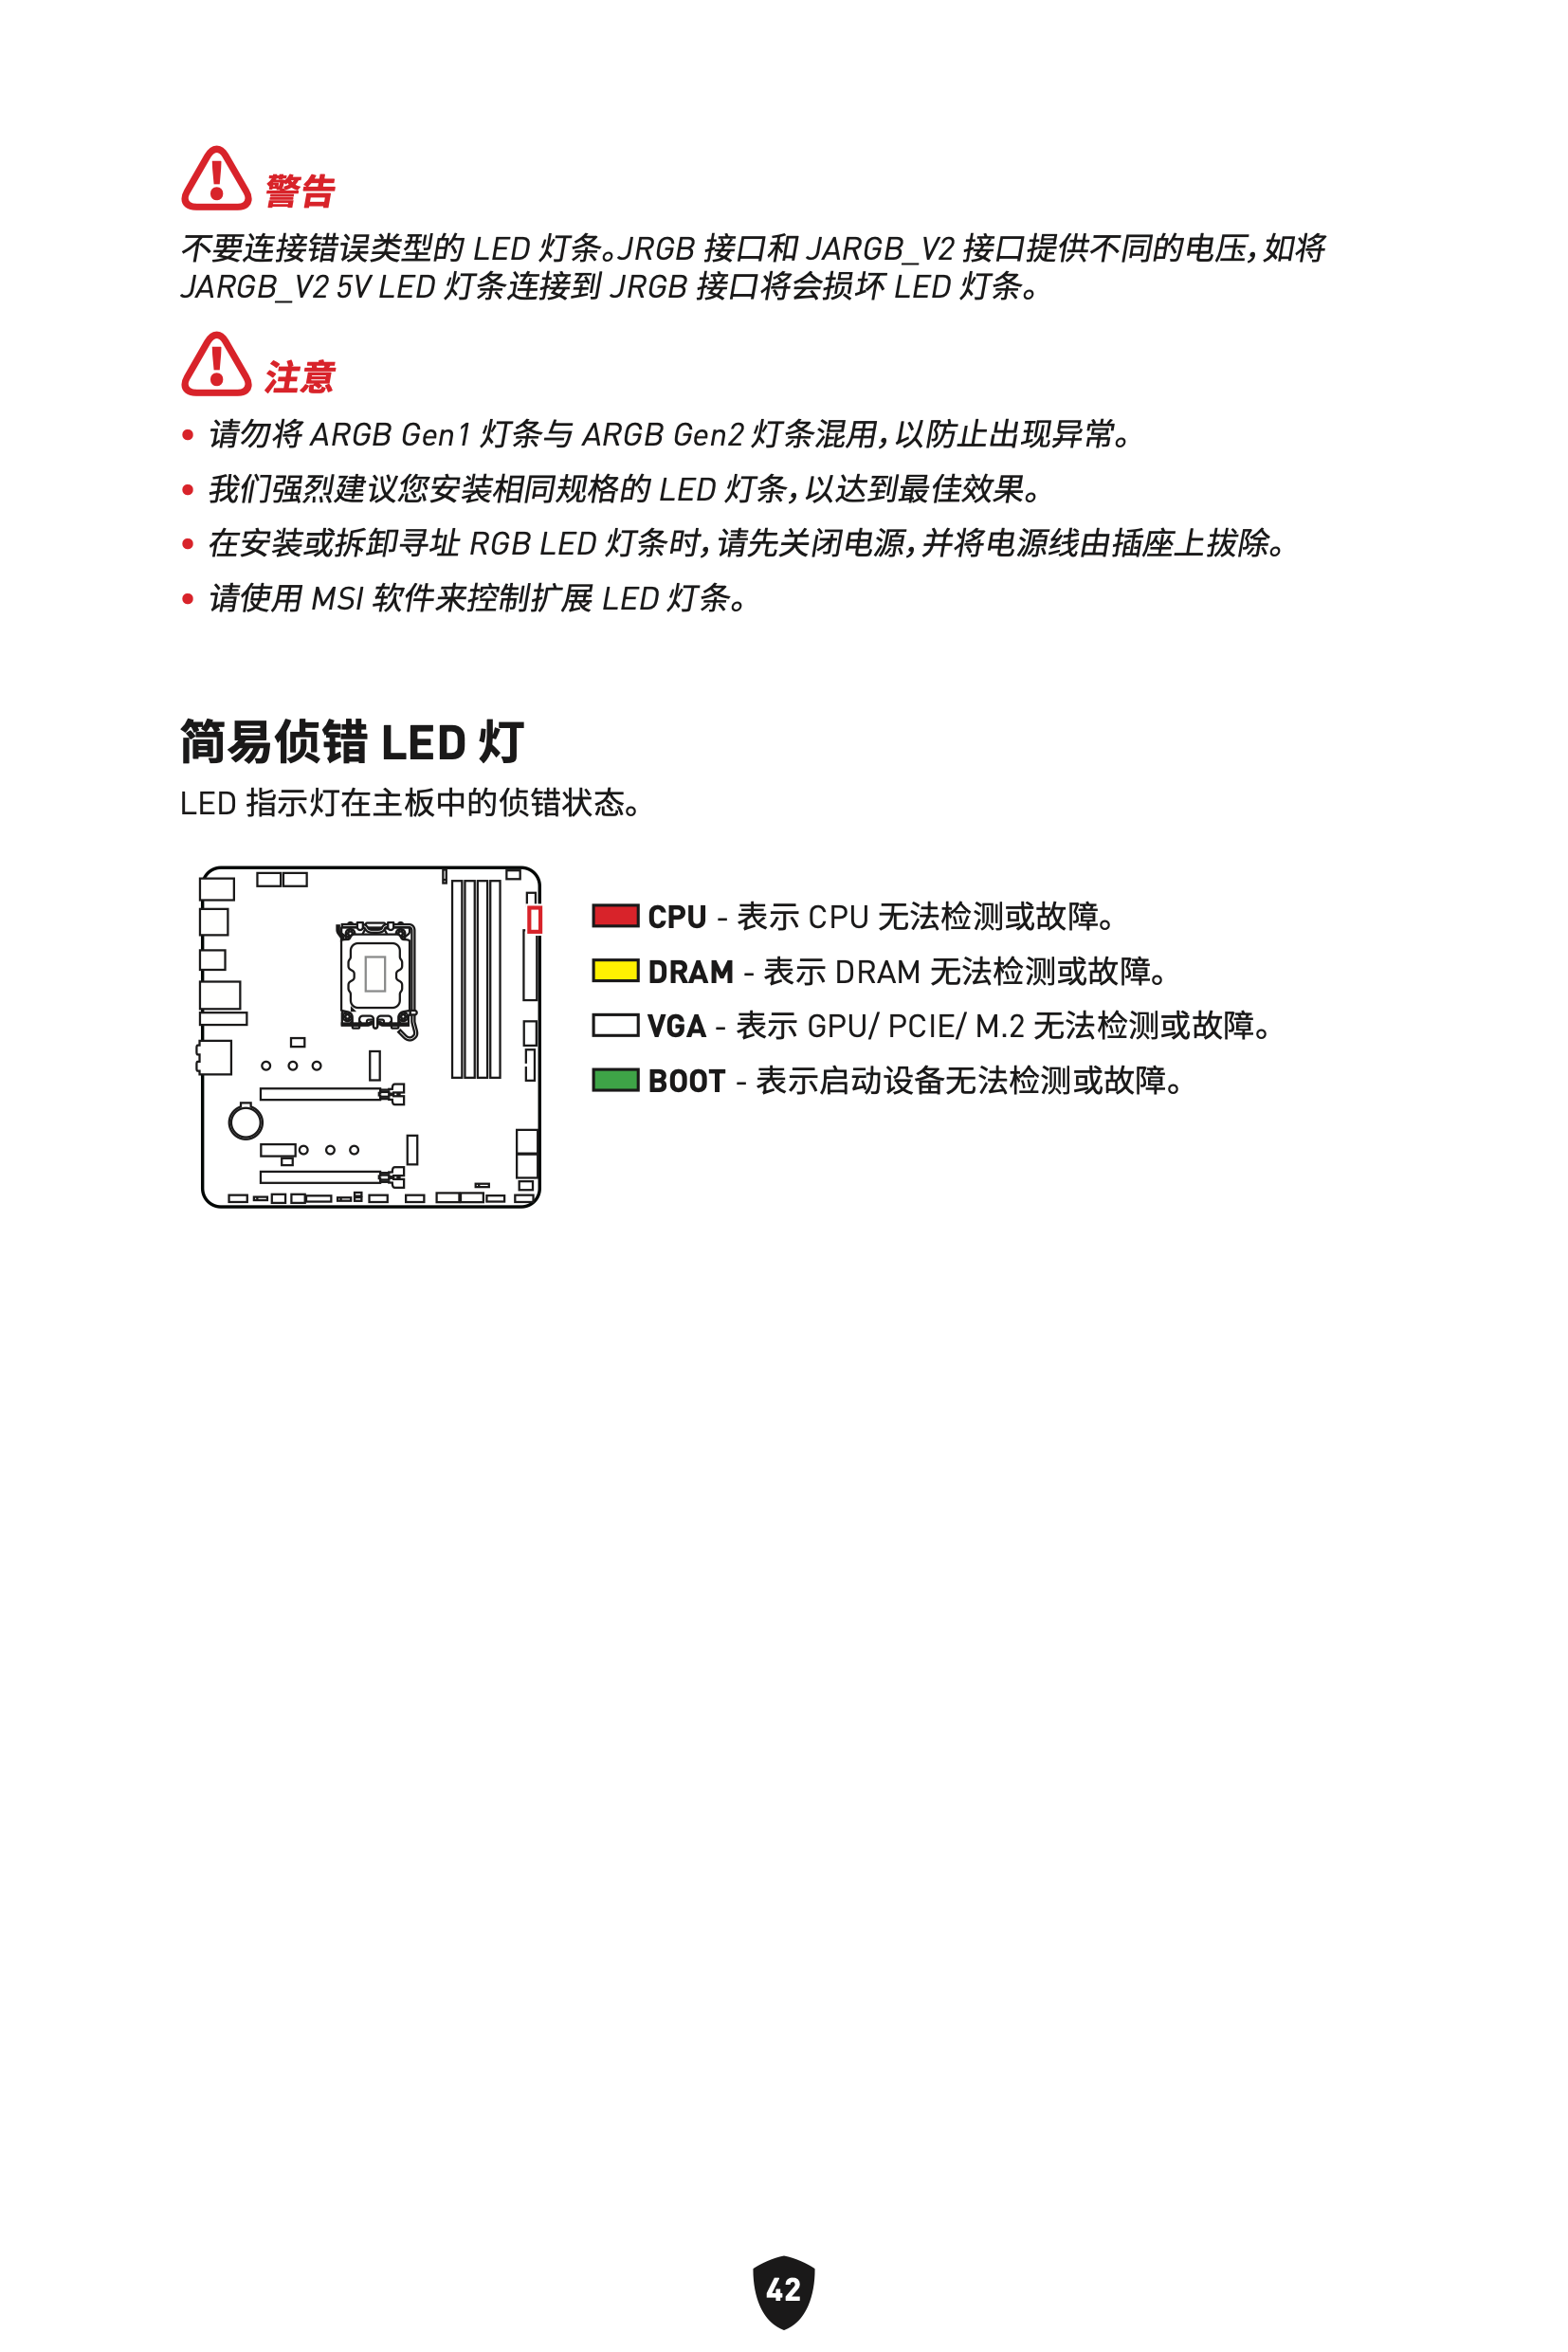 警告
不要连接错误类型的 LED 灯条。JRGB 接口和 JARGB_V2 接口提供不同的电压，如将
JARGB_V2 5V LED 灯条连接到 JRGB 接口将会损坏 LED 灯条。
注意
• 请勿将 ARGB Gen1 灯条与 ARGB Gen2 灯条混用，以防止出现异常。
• 我们强烈建议您安装相同规格的 LED 灯条，以达到最佳效果。
• 在安装或拆卸寻址 RGB LED 灯条时，请先关闭电源，并将电源线由插座上拔除。
• 请使用 MSI 软件来控制扩展 LED 灯条。
简易侦错 LED 灯
LED 指示灯在主板中的侦错状态。
CPU - 表示 CPU 无法检测或故障。
DRAM - 表示 DRAM 无法检测或故障。
VGA - 表示 GPU/ PCIE/ M.2 无法检测或故障。
BOOT - 表示启动设备无法检测或故障。
42